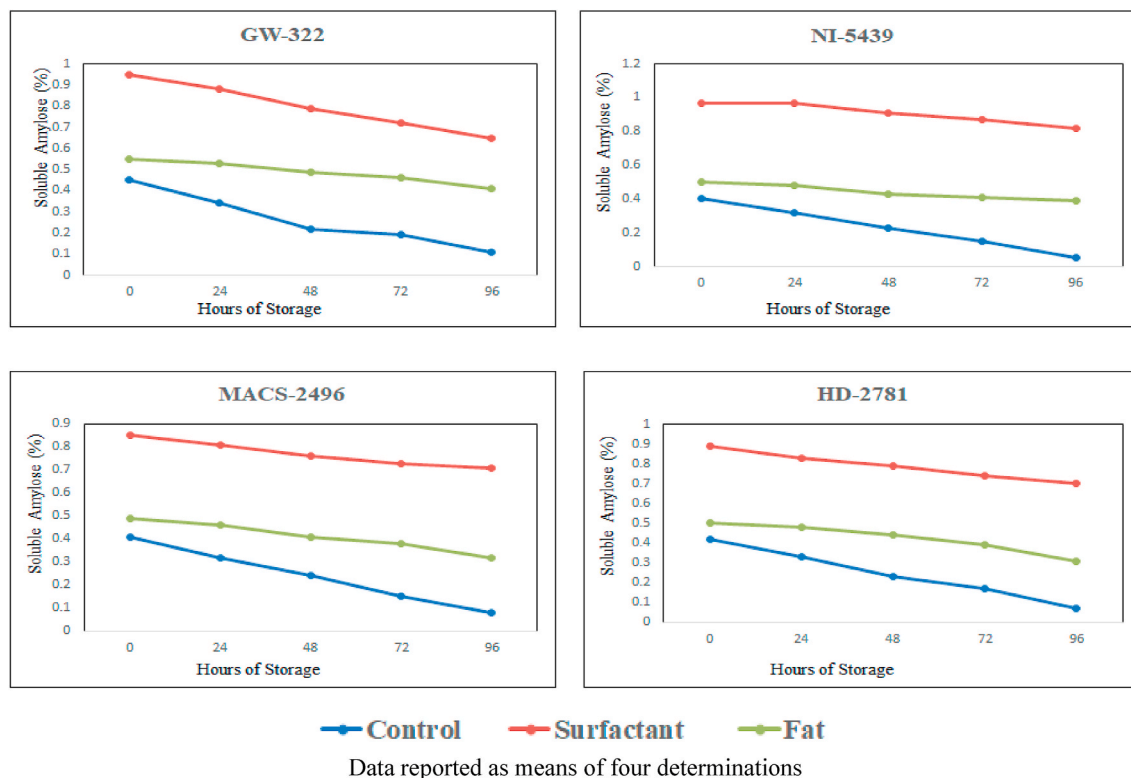 GW-322
Soluble Amylose (%)
1
0.9
0.8
0.7
0.6
0.5
0.4
0.3
0.2
0.1
0
0 24 48 72 96
Hours of Storage
NI-5439
Soluble Amylose (%)
1.2
1
0.8
0.6
0.4
0.2
0
0 24 48 72 96
Hours of Storage
MACS-2496
Soluble Amylose (%)
0.9
0.8
0.7
0.6
0.5
0.4
0.3
0.2
0.1
0
0 24 48 72 96
Hours of Storage
HD-2781
Soluble Amylose (%)
1
0.9
0.8
0.7
0.6
0.5
0.4
0.3
0.2
0.1
0
0 24 48 72 96
Hours of Storage
Control Surfactant Fat
Data reported as means of four determinations